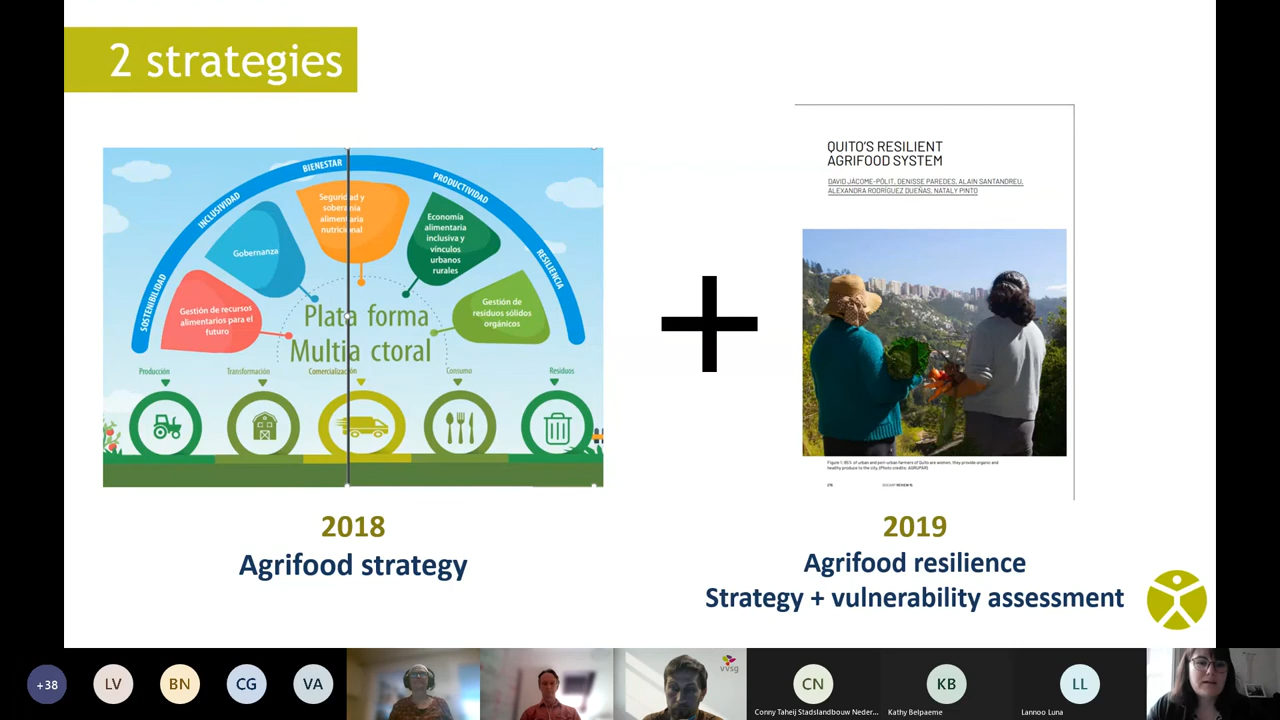 2 strategies
BIENESTAR
INCLUSIVIDAD
PRODUCTIVIDAD
SOSTENIBILIDAD
RESILIENCIA
Seguridad y
soberanía
alimentaria
nutricional
Gobernanza
Economía
alimentaria
inclusiva y
vínculos
urbanos
rurales
Gestión de recursos
alimentarios para el
futuro
Gestión de
residuos sólidos
orgánicos
Plata forma
Multia ctoral
Producción
Transformación
Comercialización
Consumo
Residuos
QUITO'S RESILIENT
AGRIFOOD SYSTEM
DAVID JÁCOME-PÓLIT, DENISSE PAREDES, ALAIN SANTANDREU,
ALEXANDRA RODRÍGUEZ DUEÑAS, NATALY PINTO
Figure 1: 85% of urban and peri-urban farmers of Quito are women, they provide organic and
healthy produce to the city. (Photo credits: AGRUPAR)
2018
Agrifood strategy
2019
Agrifood resilience
Strategy + vulnerability assessment
+38
LV
BN
CG
VA
vvsg
CN
KB
LL
Conny Taheij Stadslandbouw Neder...
Kathy Belpaeme
Lannoo Luna